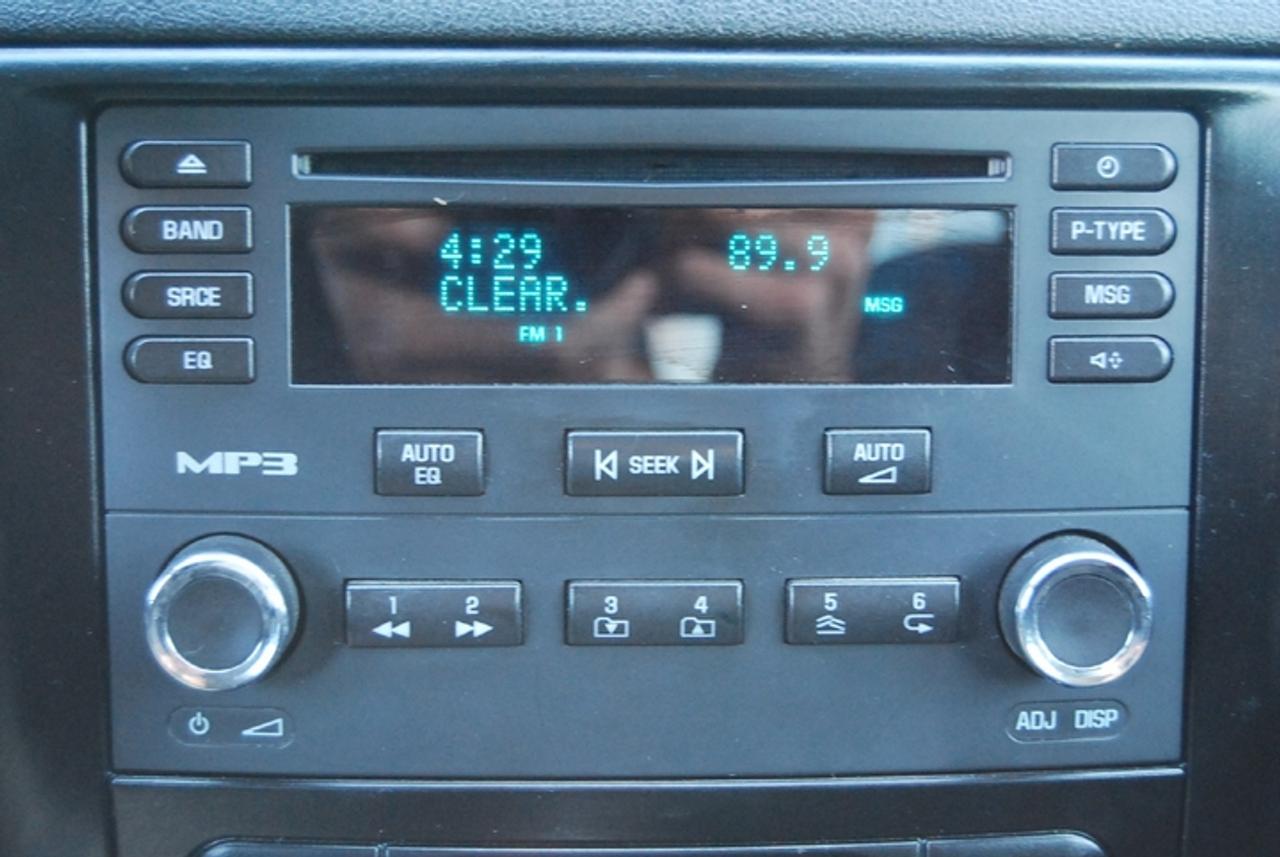 BAND
SRCE
EQ
4:29 89.9
CLEAR.
MSG
FM 1
P-TYPE
MSG
MP3
AUTO
EQ
SEEK
AUTO
1 2
3 4
5 6
ADJ DISP